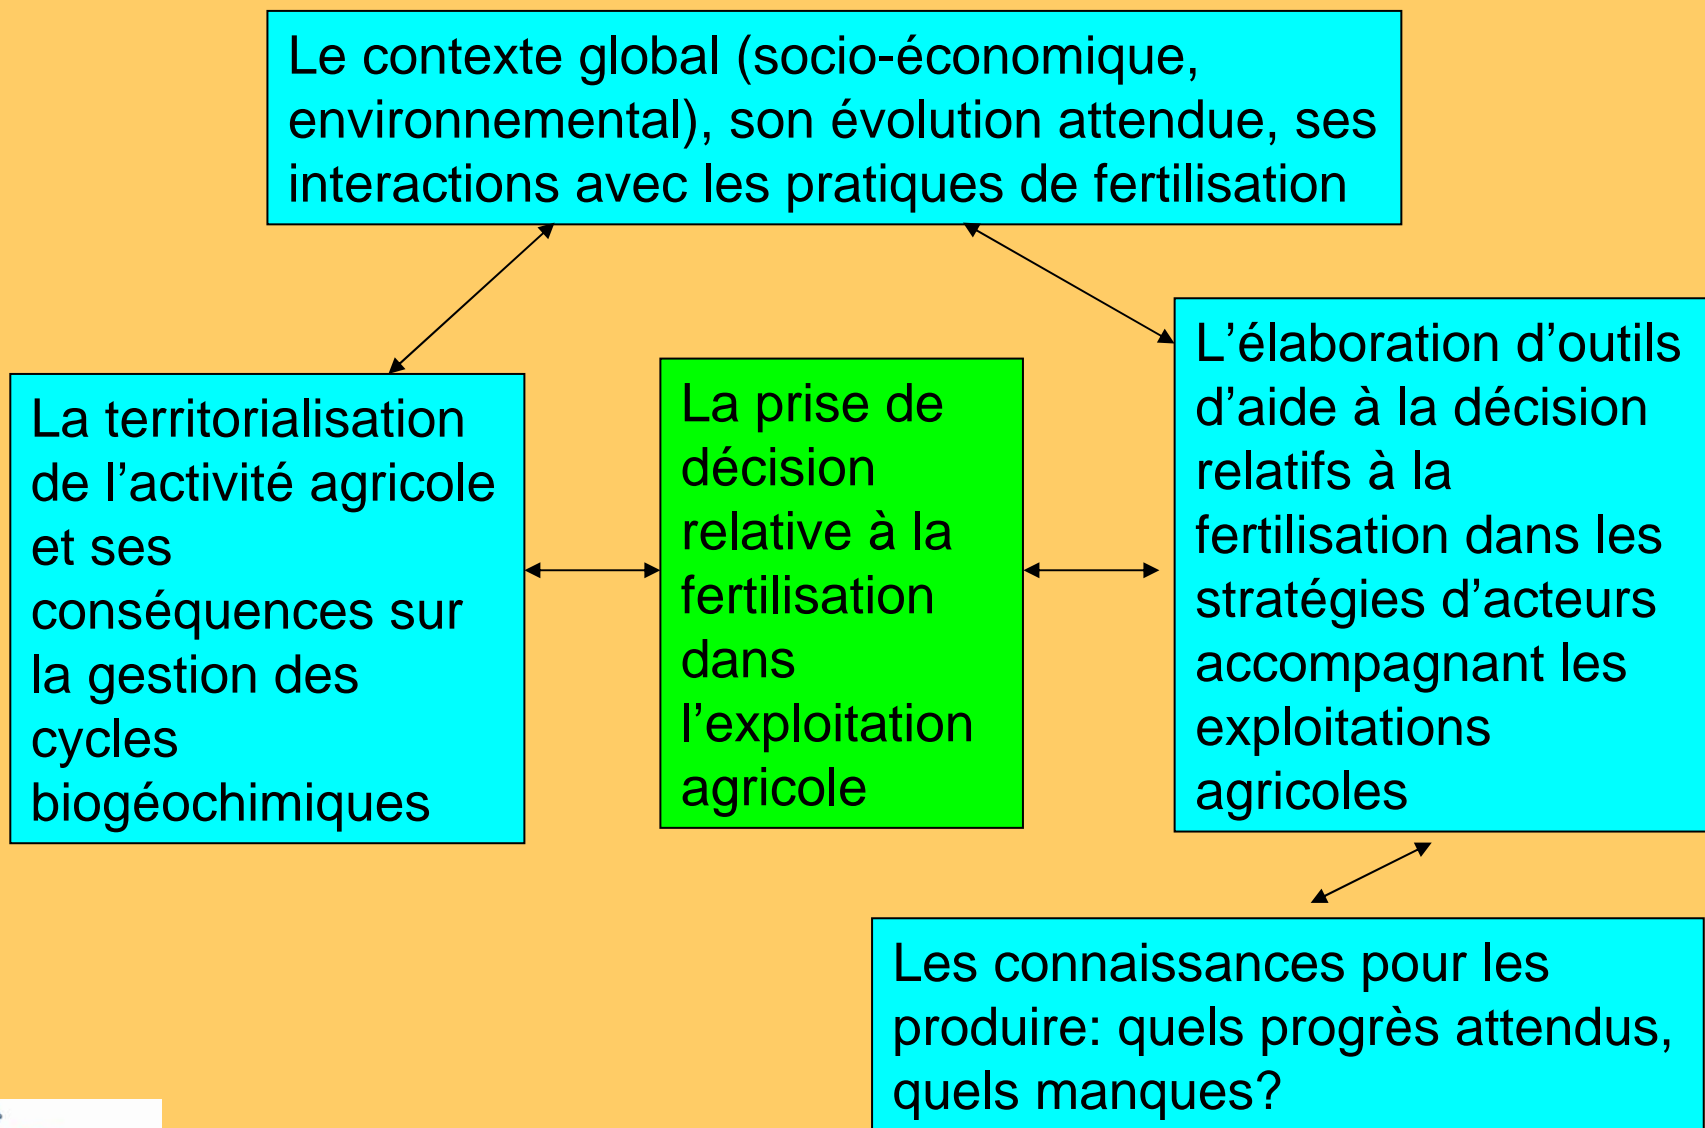 Le contexte global (socio-économique,
environnemental), son évolution attendue, ses
interactions avec les pratiques de fertilisation
La territorialisation
de l’activité agricole
et ses
conséquences sur
la gestion des
cycles
biogéochimiques
La prise de
décision
relative à la
fertilisation
dans
l’exploitation
agricole
L’élaboration d’outils
d’aide à la décision
relatifs à la
fertilisation dans les
stratégies d’acteurs
accompagnant les
exploitations
agricoles
Les connaissances pour les
produire: quels progrès attendus,
quels manques?